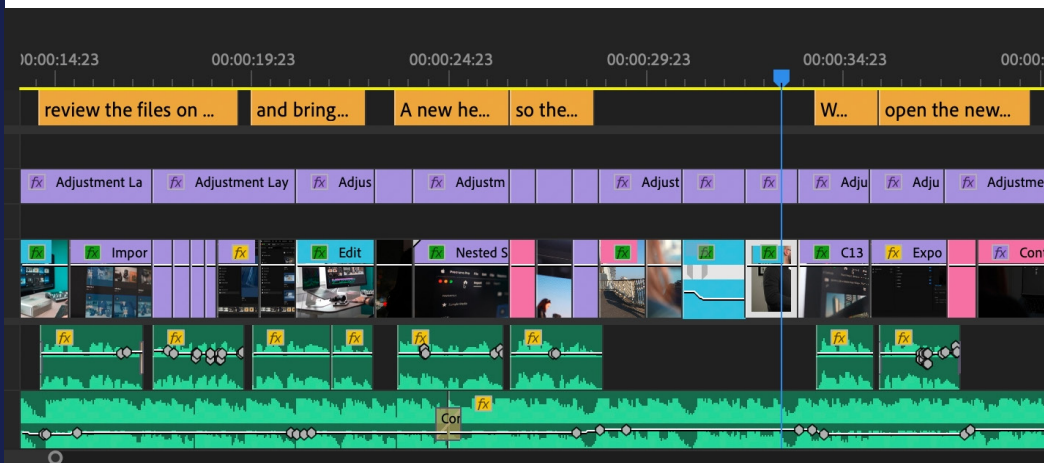 00:00:14:23 00:00:19:23 00:00:24:23 00:00:29:23 00:00:34:23 00:00:
review the files on ... and bring... A new he... so the... W... open the new...
fx Adjustment La fx Adjustment Lay fx Adjus fx Adjustm fx Adjust fx fx fx Adju fx Adju fx Adjustme
fx fx Impor fx fx Edit fx Nested S fx fx fx fx C13 fx Expo fx Con
fx fx fx fx fx fx fx fx
Cor fx